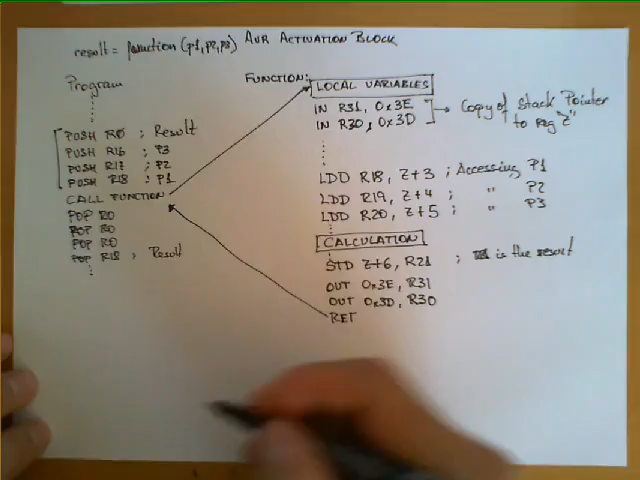 result = function (p1, p2, p3) AVR ACTIVATION BLOCK
Program
PUSH R0 ; Result
PUSH R16 ; P3
PUSH R17 ; P2
PUSH R18 ; P1
CALL FUNCTION
POP R0
POP R0
POP R0
POP R18 ; Result
FUNCTION:
LOCAL VARIABLES
IN R31, 0x3E
IN R30, 0x3D
Copy of Stack Pointer
to reg "Z"
LDD R18, Z+3 ; Accessing P1
LDD R19, Z+4 ; " P2
LDD R20, Z+5 ; " P3
CALCULATION
STD Z+6, R21 ; is the result
OUT 0x3E, R31
OUT 0x3D, R30
RET